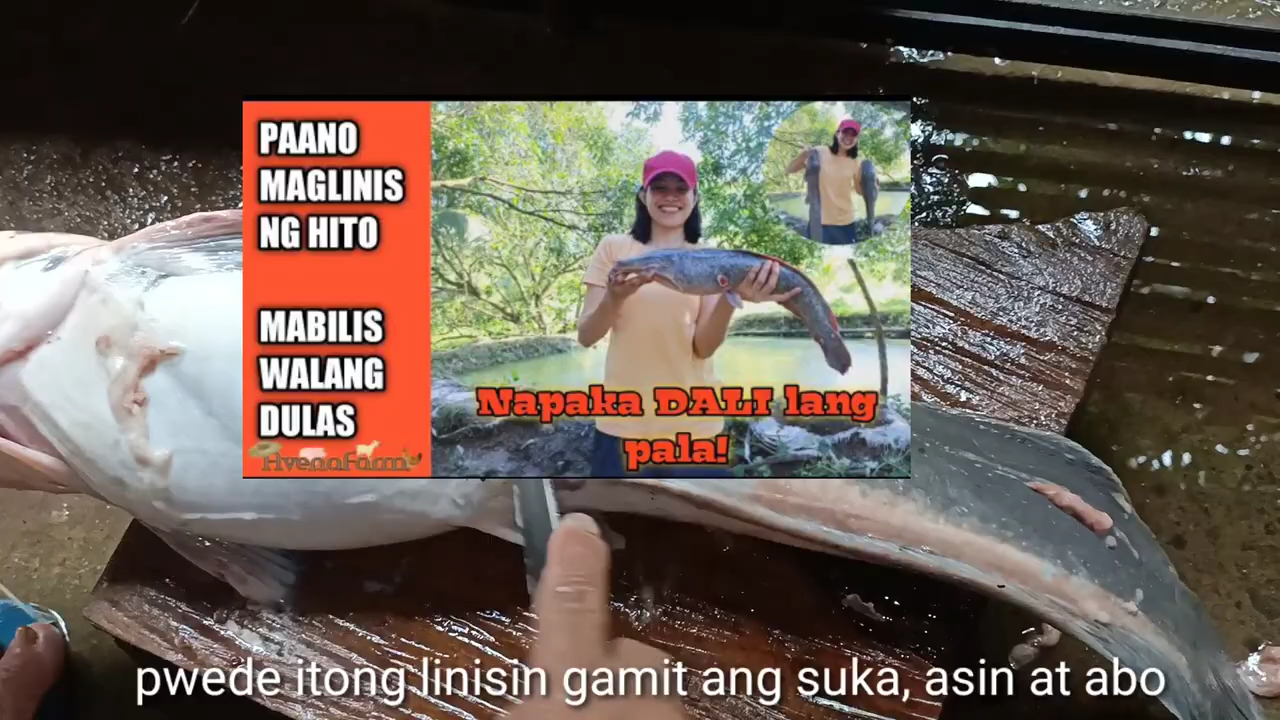 PAANO
MAGLINIS
NG HITO
MABILIS
WALANG
DULAS
Napaka DALI lang
pala!
pwede itong linisin gamit ang suka, asin at abo